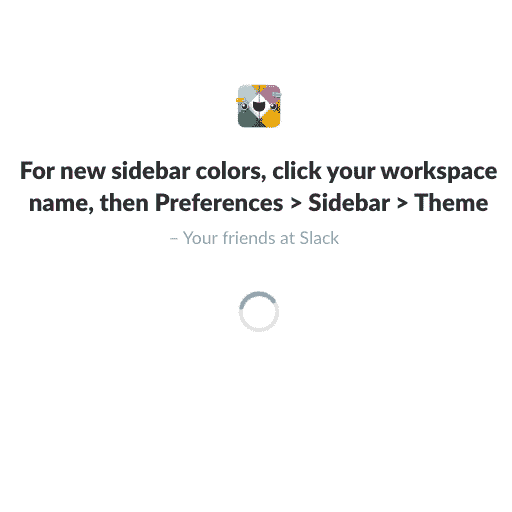 For new sidebar colors, click your workspace
name, then Preferences > Sidebar > Theme
– Your friends at Slack